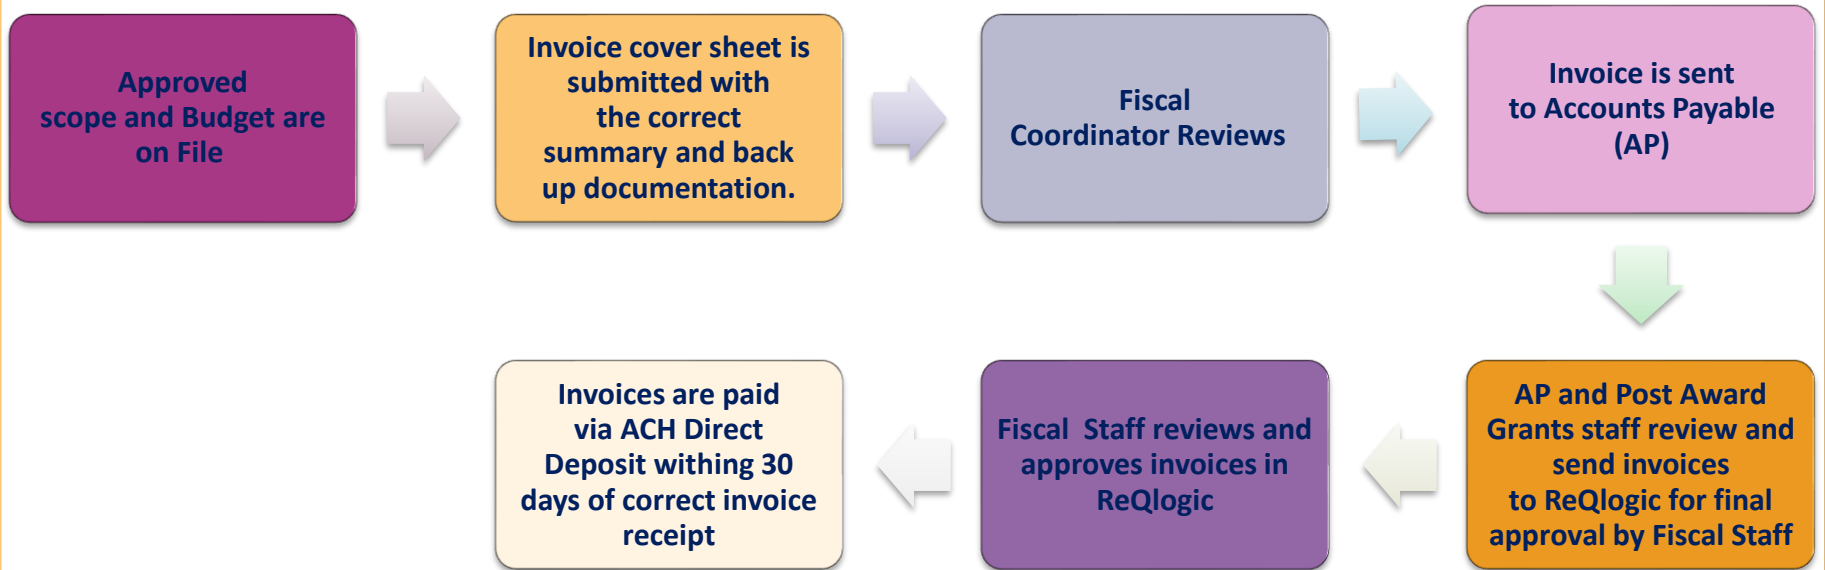 Approved
scope and Budget are
on File
Invoice cover sheet is
submitted with
the correct
summary and back
up documentation.
Fiscal
Coordinator Reviews
Invoice is sent
to Accounts Payable
(AP)
AP and Post Award
Grants staff review and
send invoices
to ReQlogic for final
approval by Fiscal Staff
Fiscal  Staff reviews and
approves invoices in
ReQlogic
Invoices are paid
via ACH Direct
Deposit withing 30
days of correct invoice
receipt